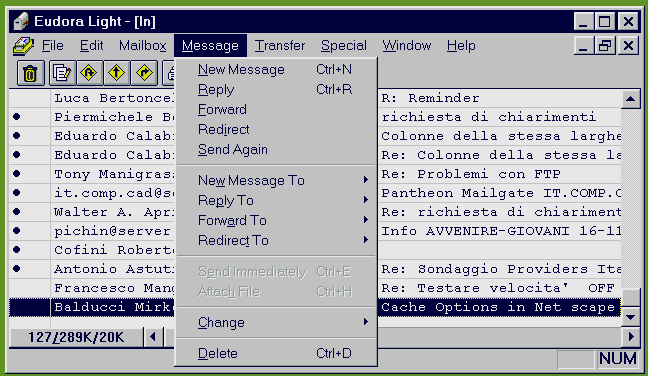 Eudora Light - [In]
File Edit Mailbox Message Transfer Special Window Help
New Message Ctrl+N
Reply Ctrl+R
Forward
Redirect
Send Again
New Message To
Reply To
Forward To
Redirect To
Send Immediately Ctrl+E
Attach File Ctrl+H
Change
Delete Ctrl+D
Luca Bertoncel R: Reminder
Piermichele Bo richiesta di chiarimenti
Eduardo Calab Colonne della stessa larghe
Eduardo Calab Re: Colonne della stessa la
Tony Manigras Re: Problemi con FTP
it.comp.cad@s Pantheon Mailgate IT.COMP.C
Walter A. Apr Re: richiesta di chiariment
pichin@server Info AVVENIRE-GIOVANI 16-11
Cofini Robert
Antonio Astut Re: Sondaggio Providers Ita
Francesco Man Re: Testare velocita' OFF
Balducci Mirk Cache Options in Net scape
127/289K/20K
NUM